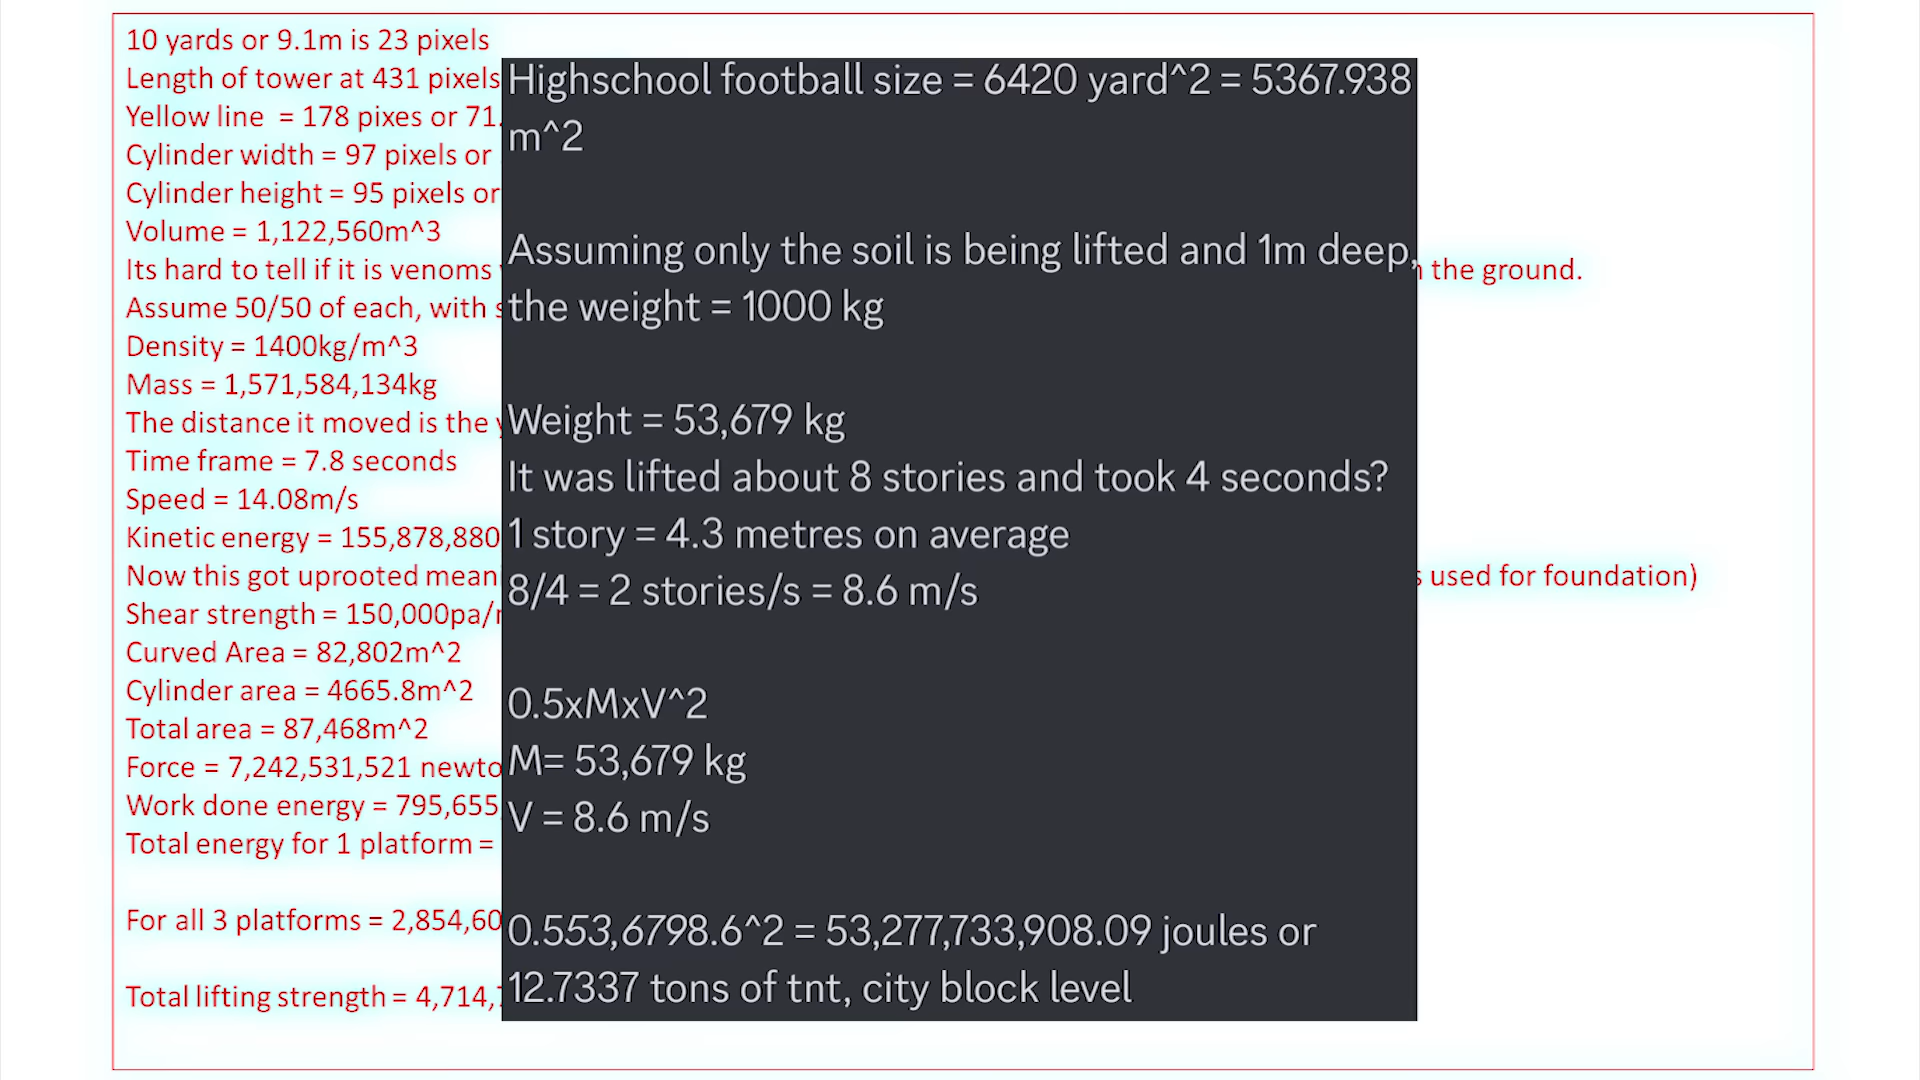 10 yards or 9.1m is 23 pixels
Length of tower at 431 pixels
Yellow line = 178 pixes or 71.
Cylinder width = 97 pixels or
Cylinder height = 95 pixels or
Volume = 1,122,560m^3
Its hard to tell if it is venoms the ground.
Assume 50/50 of each, with
Density = 1400kg/m^3
Mass = 1,571,584,134kg
The distance it moved is the
Time frame = 7.8 seconds
Speed = 14.08m/s
Kinetic energy = 155,878,880
Now this got uprooted mean used for foundation)
Shear strength = 150,000pa/
Curved Area = 82,802m^2
Cylinder area = 4665.8m^2
Total area = 87,468m^2
Force = 7,242,531,521 newto
Work done energy = 795,655
Total energy for 1 platform =
For all 3 platforms = 2,854,60
Total lifting strength = 4,714,
Highschool football size = 6420 yard^2 = 5367.938
m^2
Assuming only the soil is being lifted and 1m deep,
the weight = 1000 kg
Weight = 53,679 kg
It was lifted about 8 stories and took 4 seconds?
1 story = 4.3 metres on average
8/4 = 2 stories/s = 8.6 m/s
0.5xMxV^2
M= 53,679 kg
V = 8.6 m/s
0.553,6798.6^2 = 53,277,733,908.09 joules or
12.7337 tons of tnt, city block level